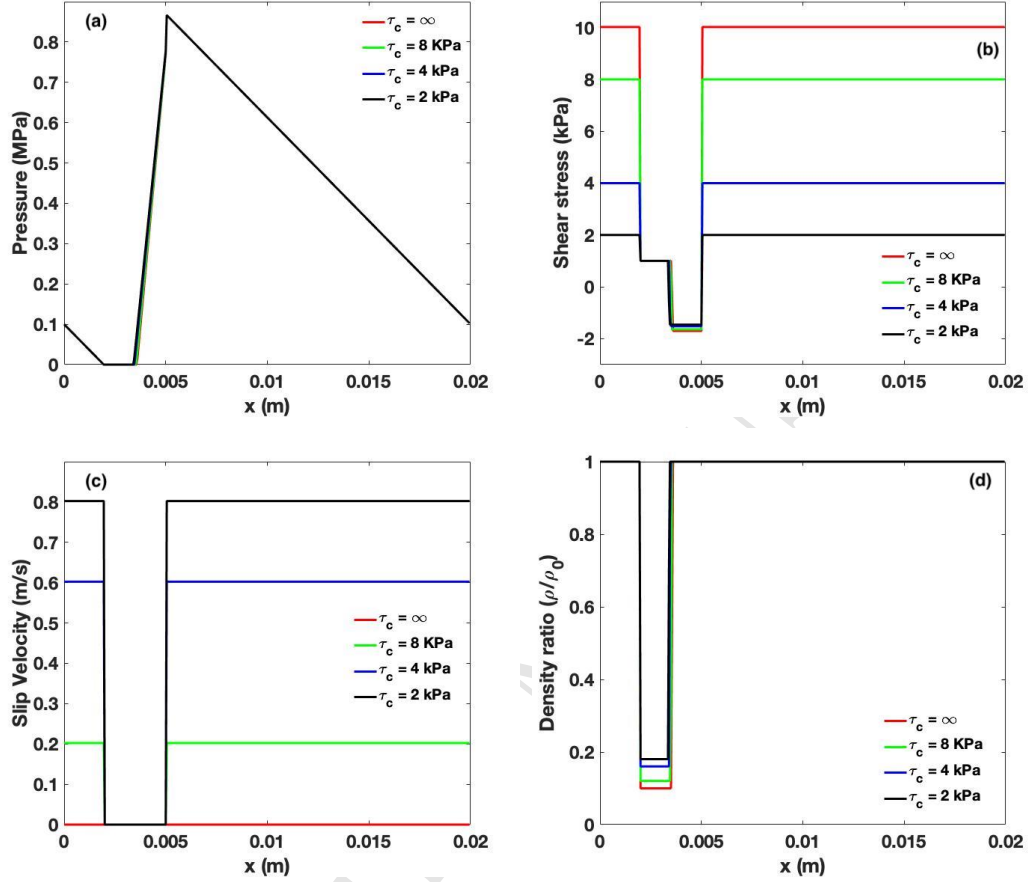 (a)
τc = ∞
τc = 8 KPa
τc = 4 kPa
τc = 2 kPa
Pressure (MPa)
0.8
0.7
0.6
0.5
0.4
0.3
0.2
0.1
0
0 0.005 0.01 0.015 0.02
x (m)
(b)
Shear stress (kPa)
10
8
6
4
2
0
-2
τc = ∞
τc = 8 KPa
τc = 4 kPa
τc = 2 kPa
0 0.005 0.01 0.015 0.02
x (m)
(c)
Slip Velocity (m/s)
0.8
0.7
0.6
0.5
0.4
0.3
0.2
0.1
0
τc = ∞
τc = 8 KPa
τc = 4 kPa
τc = 2 kPa
0 0.005 0.01 0.015 0.02
x (m)
(d)
Density ratio (ρ/ρ0)
1
0.8
0.6
0.4
0.2
0
τc = ∞
τc = 8 KPa
τc = 4 kPa
τc = 2 kPa
0 0.005 0.01 0.015 0.02
x (m)